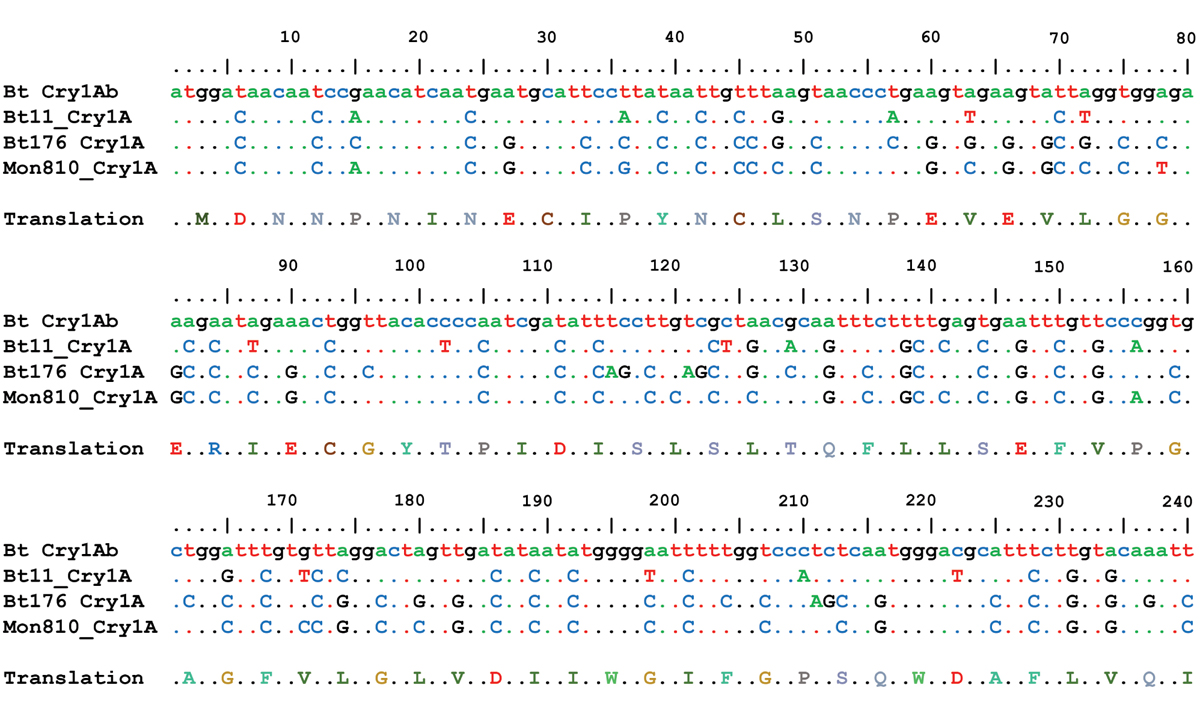 10 20 30 40 50 60 70 80
....|....|....|....|....|....|....|....|....|....|....|....|....|....|....|....|
Bt Cry1Ab atggataacaatccgaacatcaatgaatgcattccttataattgtttaagtaaccctgaagtagaagtattaggtggaga
Bt11_Cry1A .....C.....C..A........C...........A..C..C..C..G........A.....T......C.T........
Bt176 Cry1A .....C.....C..C........C..G.....C..C..C..C..CC.G..C.....C..G..G..G..GC.G..C..C..
Mon810_Cry1A .....C.....C..A........C..G.....C..G..C..C..CC.C..C........G..C..G..GC.C..C..T..
Translation ..M..D..N..N..P..N..I..N..E..C..I..P..Y..N..C..L..S..N..P..E..V..E..V..L..G..G..
90 100 110 120 130 140 150 160
....|....|....|....|....|....|....|....|....|....|....|....|....|....|....|....|
Bt Cry1Ab aagaatagaaactggttacaccccaatcgatatttccttgtcgctaacgcaatttcttttgagtgaatttgttcccggtg
Bt11_Cry1A .C.C..T.....C........T..C.....C..C........CT.G..A..G.....GC.C..C..G..C..G..A....
Bt176 Cry1A GC.C..C..G..C..C........C.....C..CAG.C..AGC..G..C..G..C..GC....C..G..C..G.....C.
Mon810_Cry1A GC.C..C..G..C...........C.....C..C...C.C..C..C.....G..C..GC.C..C..G..C..G..A..C.
Translation E..R..I..E..C..G..Y..T..P..I..D..I..S..L..S..L..T..Q..F..L..L..S..E..F..V..P..G.
170 180 190 200 210 220 230 240
....|....|....|....|....|....|....|....|....|....|....|....|....|....|....|....|
Bt Cry1Ab ctggatttgtgttaggactagttgatataatatggggaatttttggtccctctcaatgggacgcatttcttgtacaaatt
Bt11_Cry1A ....G..C..TC.C...........C..C..C.....T..C........A...........T.....C..G..G......
Bt176 Cry1A .C..C..C...C.G..C..G..G..C..C..C.....C..C..C..C...AGC..G........C..C..G..G..G..C
Mon810_Cry1A ....C..C..CC.G..C..C..G..C..C..C.....C..C.....C.....C..G........C..C..G..G.....C
Translation .A..G..F..V..L..G..L..V..D..I..I..W..G..I..F..G..P..S..Q..W..D..A..F..L..V..Q..I